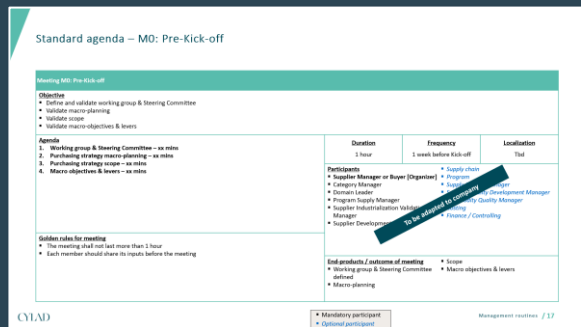 Standard agenda – M0: Pre-Kick-off
Meeting M0: Pre-Kick-off
Objective
▪ Define and validate working group & Steering Committee
▪ Validate macro-planning
▪ Validate scope
▪ Validate macro-objectives & levers
Agenda
1. Working group & Steering Committee – xx mins
2. Purchasing strategy macro-planning – xx mins
3. Purchasing strategy scope – xx mins
4. Macro objectives & levers – xx mins
Duration
1 hour
Frequency
1 week before Kick-off
Localization
Tbd
Participants
▪ Supplier Manager or Buyer [Organizer]
▪ Category Manager
▪ Domain Leader
▪ Program Supply Manager
▪ Supplier Industrialization
Manager
▪ Supplier
▪ Supply chain
▪ Program
Development Manager
Quality Manager
▪ Finance / Controlling
To be adapted to company
Golden rules for meeting
▪ The meeting shall not last more than 1 hour
▪ Each member should share its inputs before the meeting
End-products / outcome of meeting
▪ Working group & Steering Committee
defined
▪ Macro-planning
▪ Scope
▪ Macro objectives & levers
▪ Mandatory participant
▪ Optional participant
CYLAD
Management routines / 17